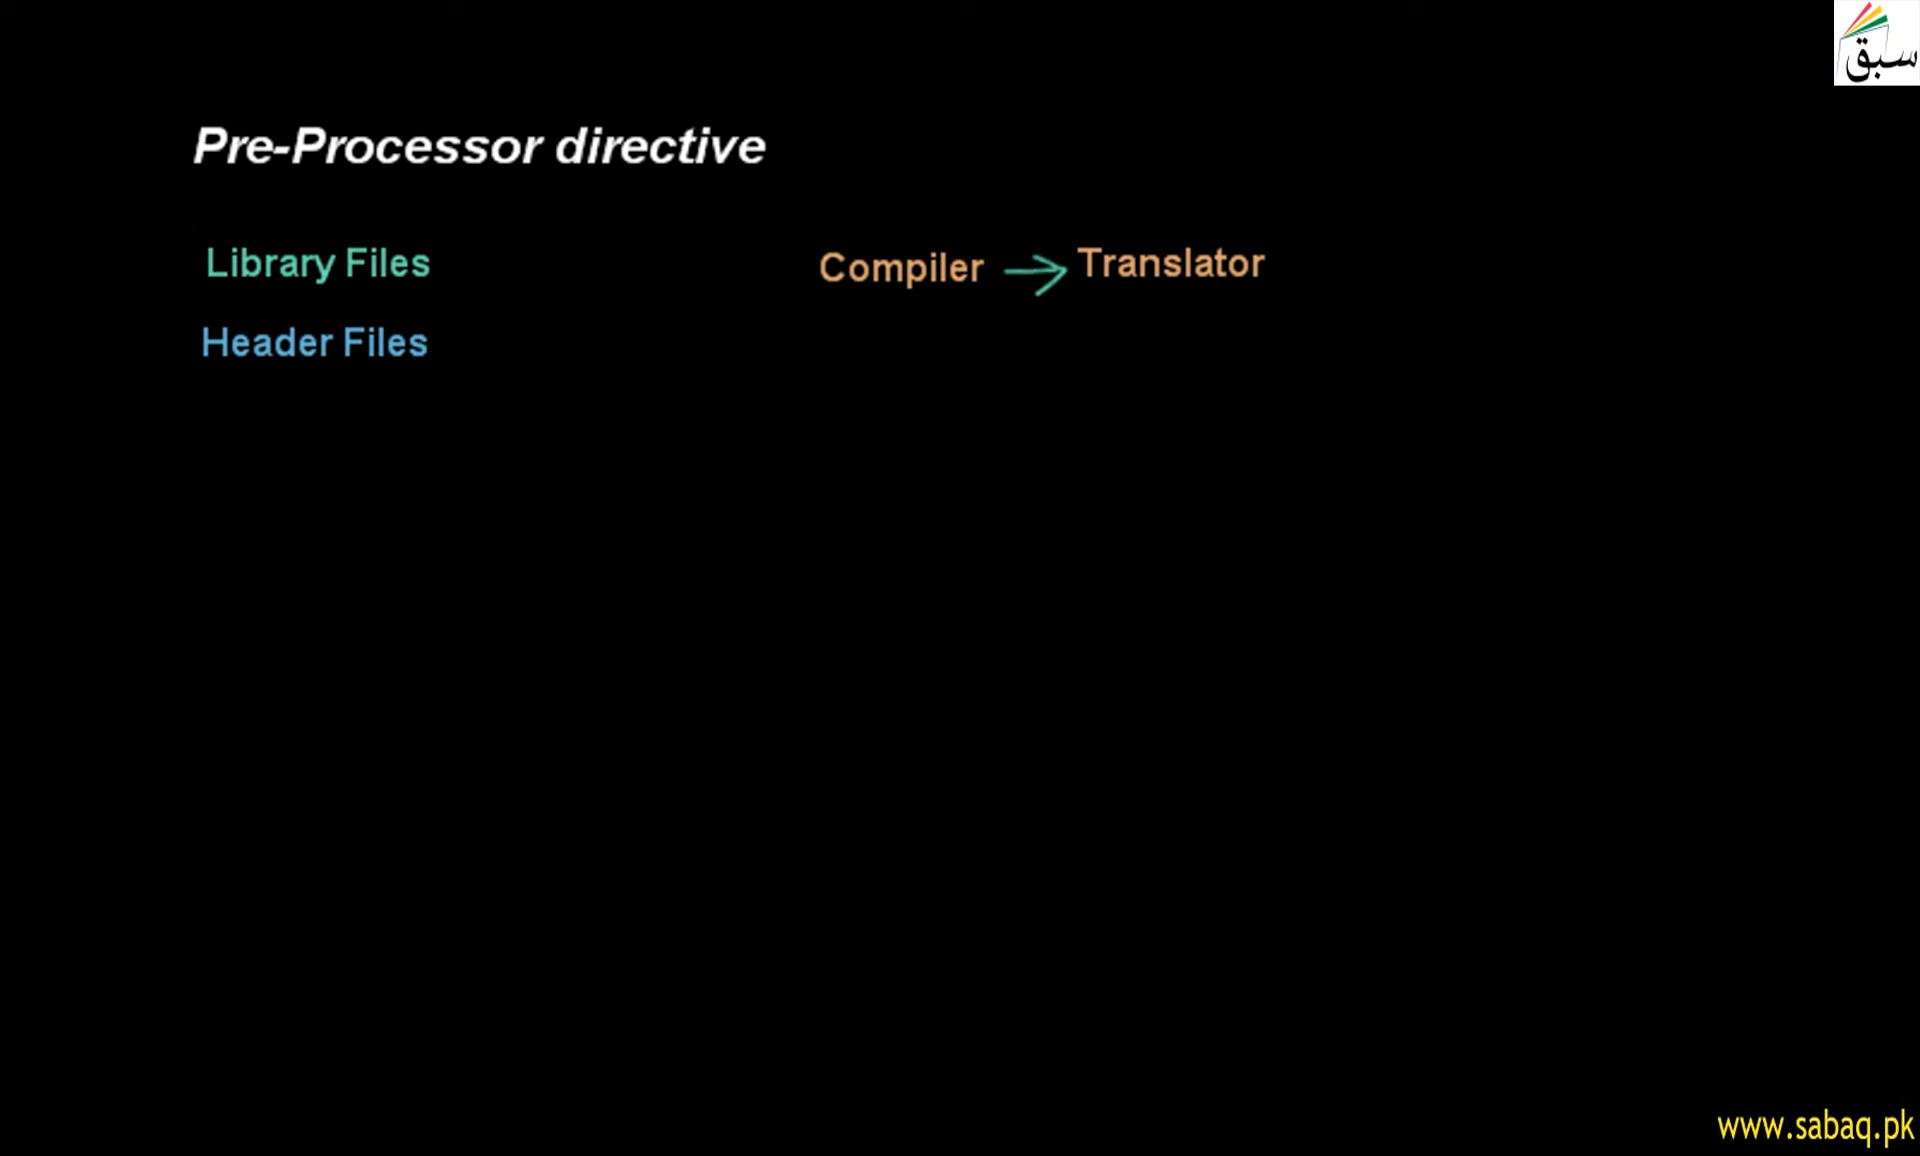 سبق
Pre-Processor directive
Library Files
Compiler → Translator
Header Files
www.sabaq.pk